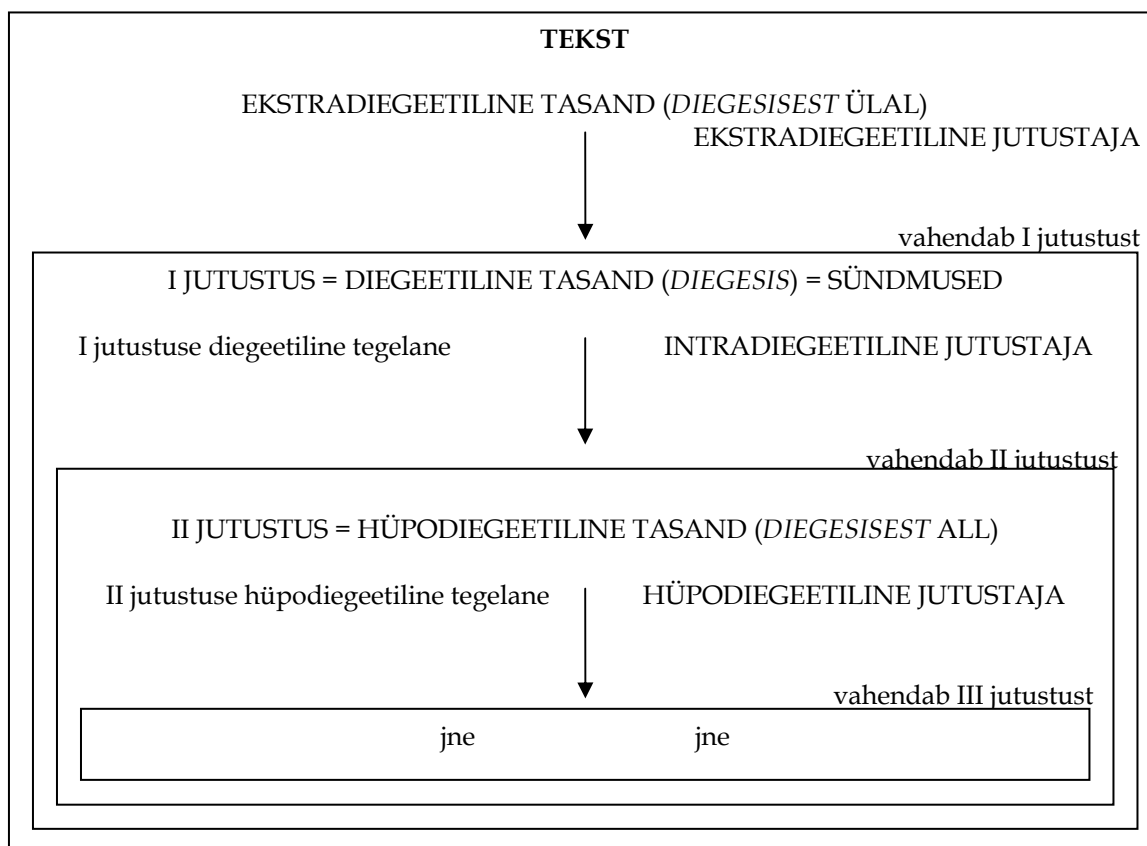 TEKST
EKSTRADIEGEETILINE TASAND (DIEGESISEST ÜLAL)
EKSTRADIEGEETILINE JUTUSTAJA
vahendab I jutustust
I JUTUSTUS = DIEGEETILINE TASAND (DIEGESIS) = SÜNDMUSED
I jutustuse diegeetiline tegelane INTRADIEGEETILINE JUTUSTAJA
vahendab II jutustust
II JUTUSTUS = HÜPODIEGEETILINE TASAND (DIEGESISEST ALL)
II jutustuse hüpodiegeetiline tegelane HÜPODIEGEETILINE JUTUSTAJA
vahendab III jutustust
jne jne